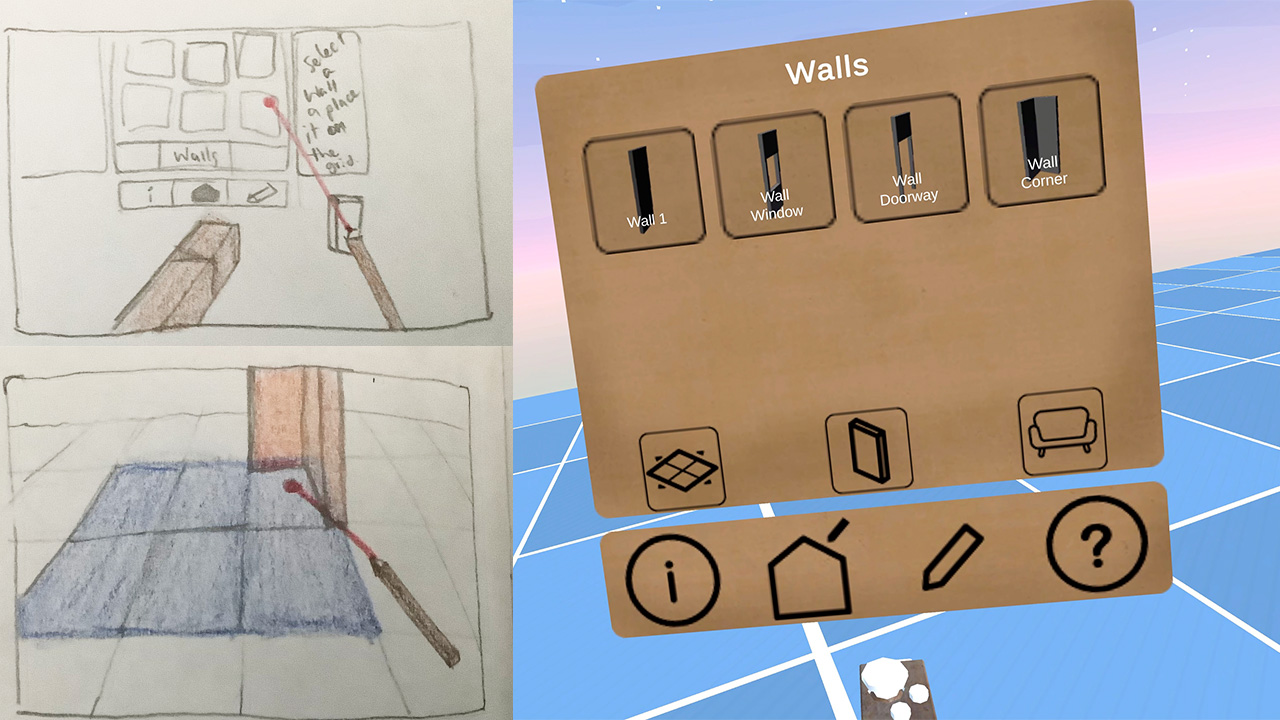 Select
a
Wall
a place
it on
the
grid
Walls
i
Walls
Wall 1
Wall
Window
Wall
Doorway
Wall
Corner
i
?